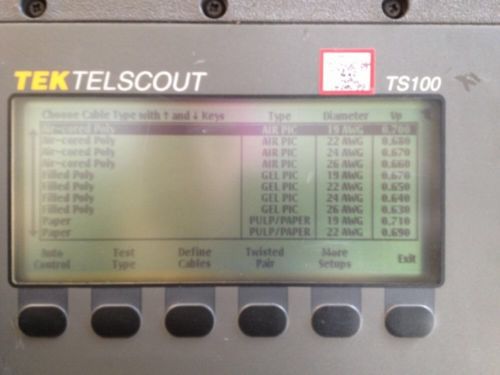 TEKTELSCOUT TS100
Choose Cable Type with ↑ and ↓ Keys Type Diameter Vp
Air-cored Poly AIR PIC 19 AWG 0.700
Air-cored Poly AIR PIC 22 AWG 0.680
Air-cored Poly AIR PIC 24 AWG 0.670
Air-cored Poly AIR PIC 26 AWG 0.660
Filled Poly GEL PIC 19 AWG 0.670
Filled Poly GEL PIC 22 AWG 0.650
Filled Poly GEL PIC 24 AWG 0.640
Filled Poly GEL PIC 26 AWG 0.630
Paper PULP/PAPER 19 AWG 0.710
Paper PULP/PAPER 22 AWG 0.690
Auto Test Define Twisted More
Control Type Cables Pair Setups Exit